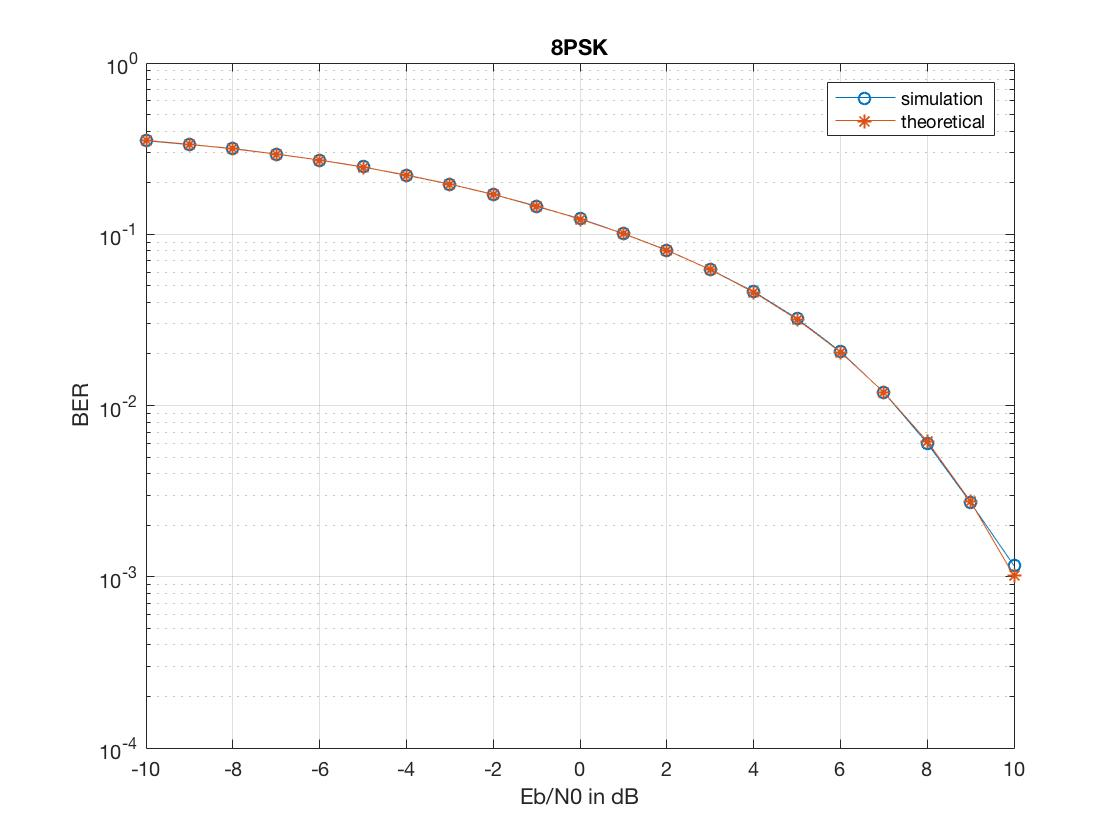 8PSK
simulation
theoretical
10^0
10^-1
10^-2
10^-3
10^-4
BER
-10 -8 -6 -4 -2 0 2 4 6 8 10
Eb/N0 in dB